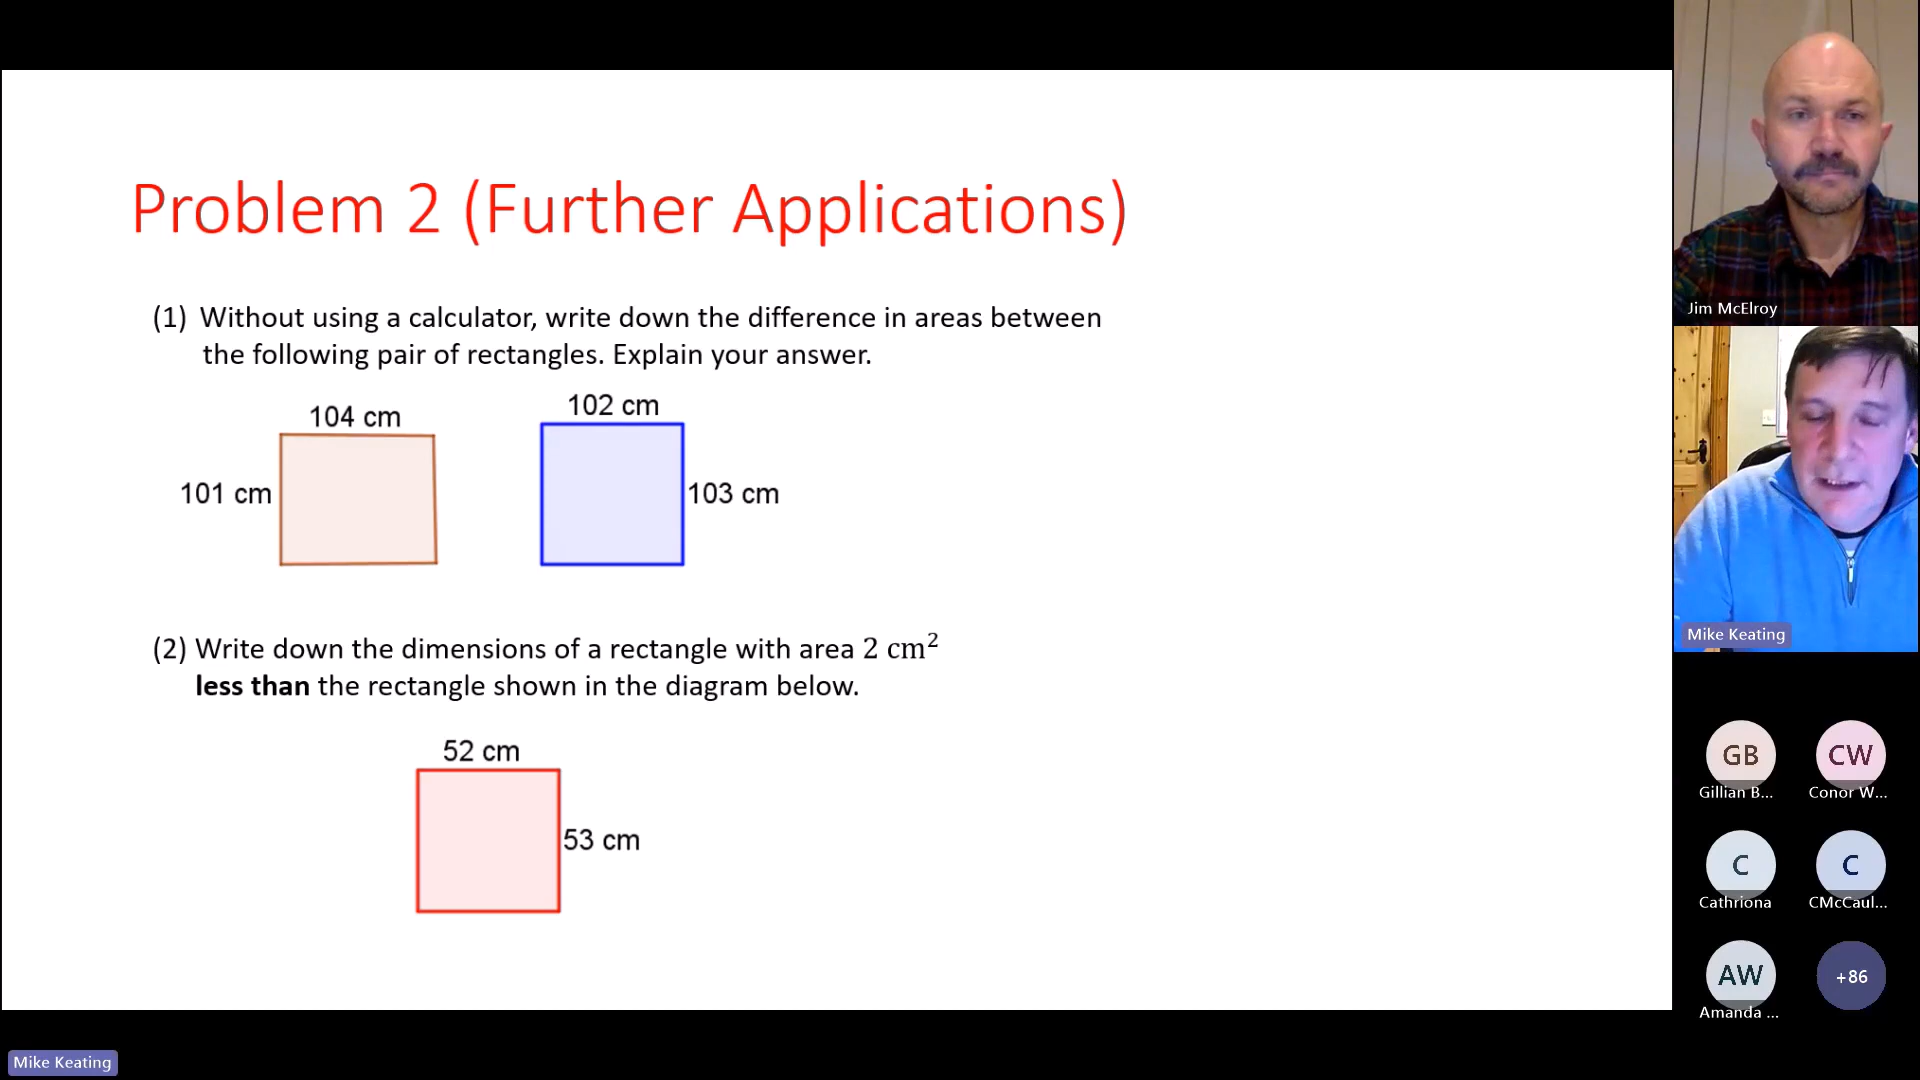 Problem 2 (Further Applications)
(1) Without using a calculator, write down the difference in areas between
the following pair of rectangles. Explain your answer.
104 cm
102 cm
101 cm
103 cm
(2) Write down the dimensions of a rectangle with area 2 cm²
less than the rectangle shown in the diagram below.
52 cm
53 cm
Jim McElroy
Mike Keating
GB
CW
Gillian B...
Conor W...
C
C
Cathriona
CMcCaul...
AW
+86
Amanda ...
Mike Keating